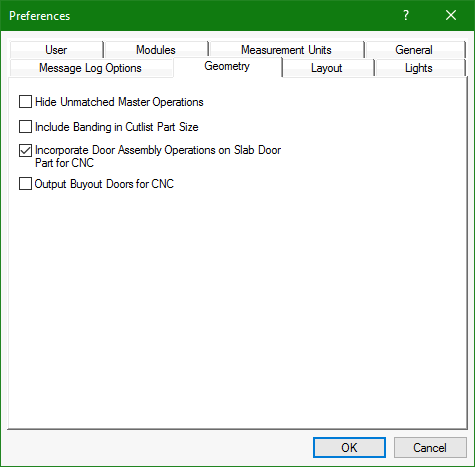 Preferences
?
User
Modules
Measurement Units
General
Message Log Options
Geometry
Layout
Lights
Hide Unmatched Master Operations
Include Banding in Cutlist Part Size
Incorporate Door Assembly Operations on Slab Door
Part for CNC
Output Buyout Doors for CNC
OK
Cancel